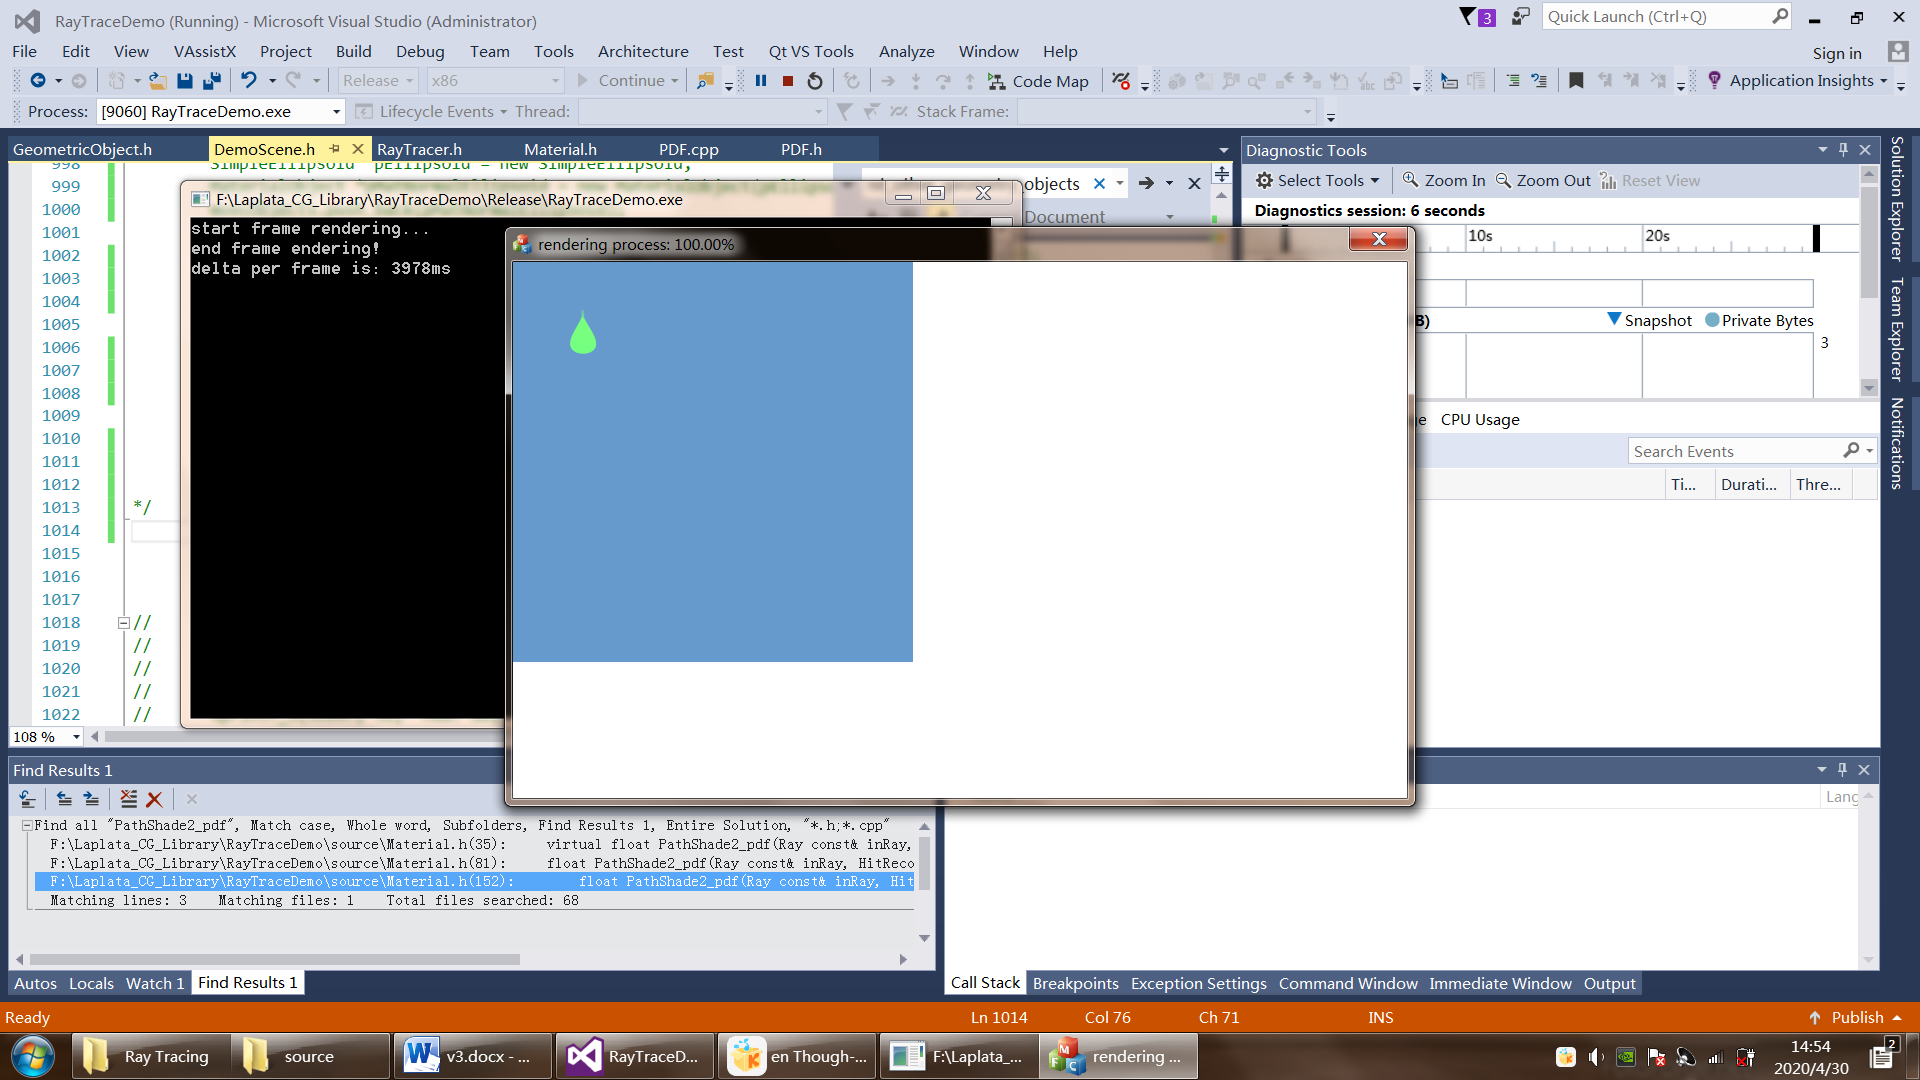 RayTraceDemo (Running) - Microsoft Visual Studio (Administrator)
3
Quick Launch (Ctrl+Q)
File Edit View VAssistX Project Build Debug Team Tools Architecture Test Qt VS Tools Analyze Window Help
Sign in
Release x86 Continue Code Map Application Insights
Process: [9060] RayTraceDemo.exe Lifecycle Events Thread: Stack Frame:
GeometricObject.h DemoScene.h RayTracer.h Material.h PDF.cpp PDF.h
998 SimpleEllipsoid pEllipsoid = new SimpleEllipsoid;
999
1000
1001
1002
1003
1004
1005
1006
1007
1008
1009
1010
1011
1012
1013 */
1014
1015
1016
1017
1018 //
1019 //
1020 //
1021 //
1022 //
108 %
objects
Document
F:\Laplata_CG_Library\RayTraceDemo\Release\RayTraceDemo.exe
start frame rendering...
end frame endering!
delta per frame is: 3978ms
rendering process: 100.00%
Diagnostic Tools
Select Tools Zoom In Zoom Out Reset View
Diagnostics session: 6 seconds
10s 20s
B) Snapshot Private Bytes
3
CPU Usage
Search Events
Ti... Durati... Thre...
Solution Explorer
Team Explorer
Notifications
Find Results 1
Find all "PathShade2_pdf", Match case, Whole word, Subfolders, Find Results 1, Entire Solution, "*.h;*.cpp"
F:\Laplata_CG_Library\RayTraceDemo\source\Material.h(35): virtual float PathShade2_pdf(Ray const& inRay,
F:\Laplata_CG_Library\RayTraceDemo\source\Material.h(81): float PathShade2_pdf(Ray const& inRay, HitReco
F:\Laplata_CG_Library\RayTraceDemo\source\Material.h(152): float PathShade2_pdf(Ray const& inRay, Hit
Matching lines: 3 Matching files: 1 Total files searched: 68
Lang
Autos Locals Watch 1 Find Results 1
Call Stack Breakpoints Exception Settings Command Window Immediate Window Output
Ready Ln 1014 Col 76 Ch 71 INS Publish
Ray Tracing source v3.docx - ... RayTraceD... en Though-... F:\Laplata_... rendering ...
14:54
2020/4/30
2